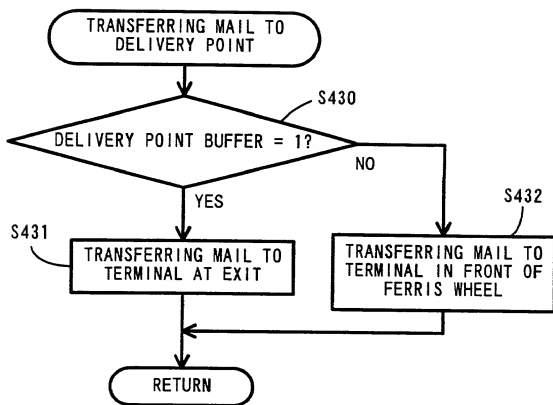 TRANSFERRING MAIL TO
DELIVERY POINT
S430
DELIVERY POINT BUFFER = 1?
NO
YES
S431
TRANSFERRING MAIL TO
TERMINAL AT EXIT
S432
TRANSFERRING MAIL TO
TERMINAL IN FRONT OF
FERRIS WHEEL
RETURN